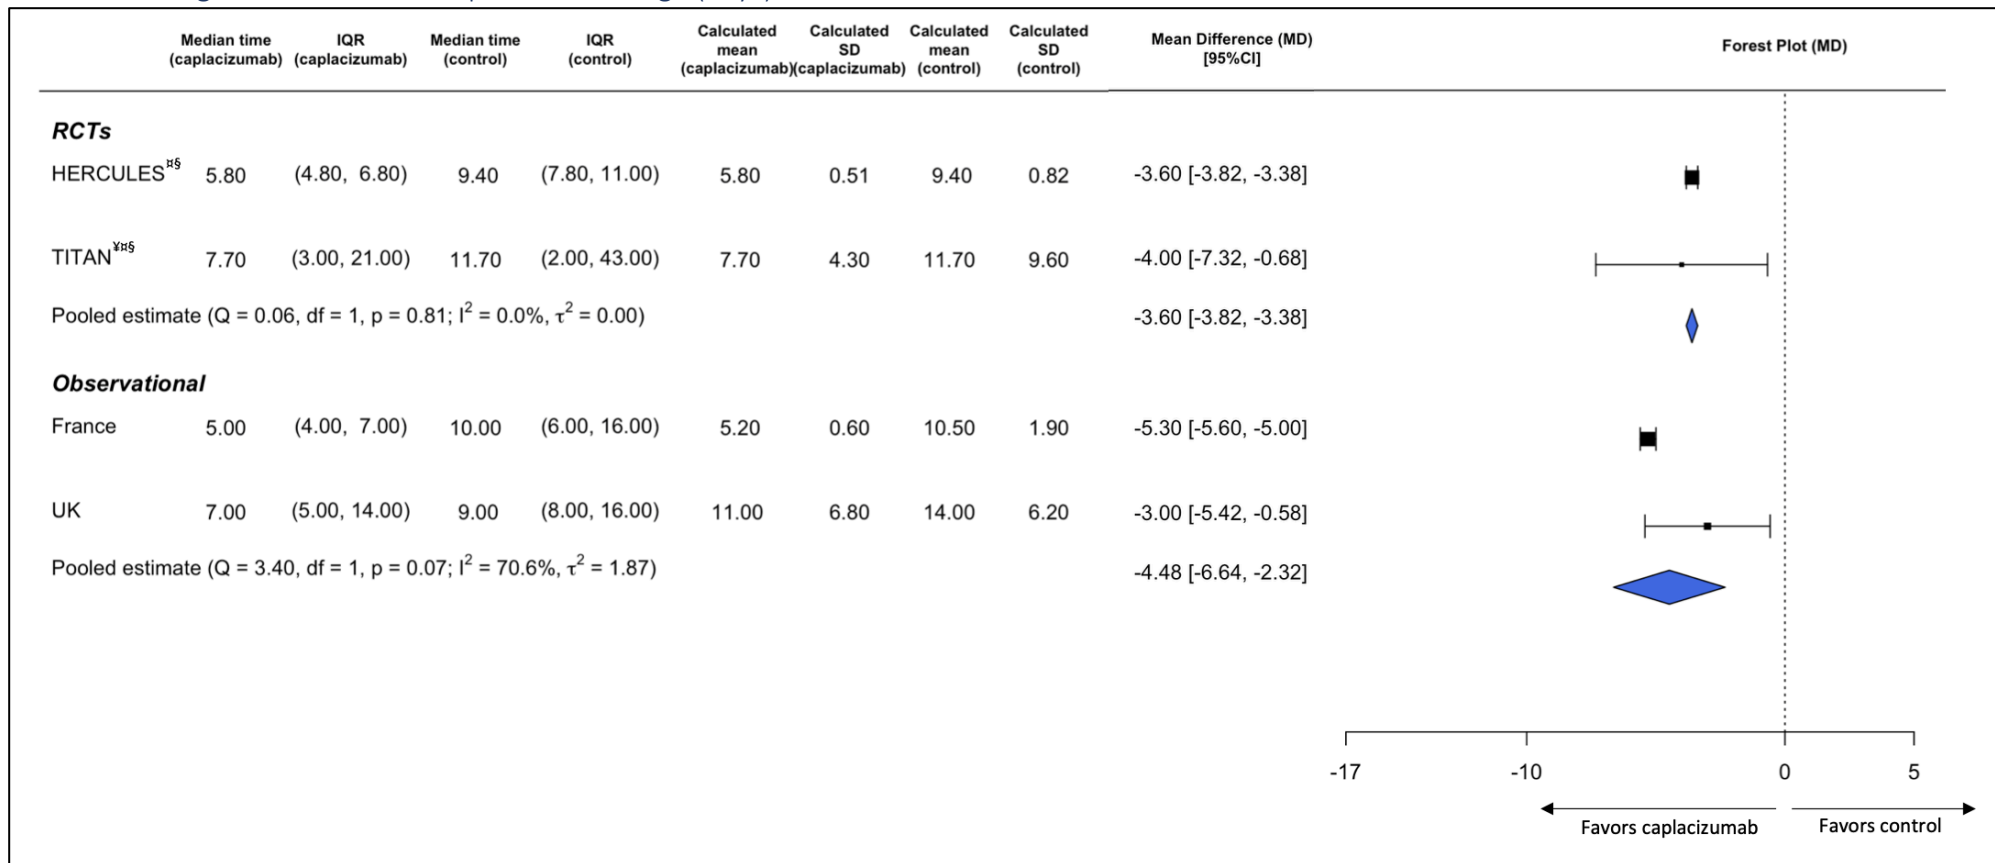 Median time (caplacizumab) IQR (caplacizumab) Median time (control) IQR (control) Calculated mean (caplacizumab) Calculated SD (caplacizumab) Calculated mean (control) Calculated SD (control) Mean Difference (MD) [95%CI] Forest Plot (MD)
RCTs
HERCULES¤§ 5.80 (4.80, 6.80) 9.40 (7.80, 11.00) 5.80 0.51 9.40 0.82 -3.60 [-3.82, -3.38]
TITAN¥¤§ 7.70 (3.00, 21.00) 11.70 (2.00, 43.00) 7.70 4.30 11.70 9.60 -4.00 [-7.32, -0.68]
Pooled estimate (Q = 0.06, df = 1, p = 0.81; I² = 0.0%, τ² = 0.00) -3.60 [-3.82, -3.38]
Observational
France 5.00 (4.00, 7.00) 10.00 (6.00, 16.00) 5.20 0.60 10.50 1.90 -5.30 [-5.60, -5.00]
UK 7.00 (5.00, 14.00) 9.00 (8.00, 16.00) 11.00 6.80 14.00 6.20 -3.00 [-5.42, -0.58]
Pooled estimate (Q = 3.40, df = 1, p = 0.07; I² = 70.6%, τ² = 1.87) -4.48 [-6.64, -2.32]
-17 -10 0 5
Favors caplacizumab Favors control